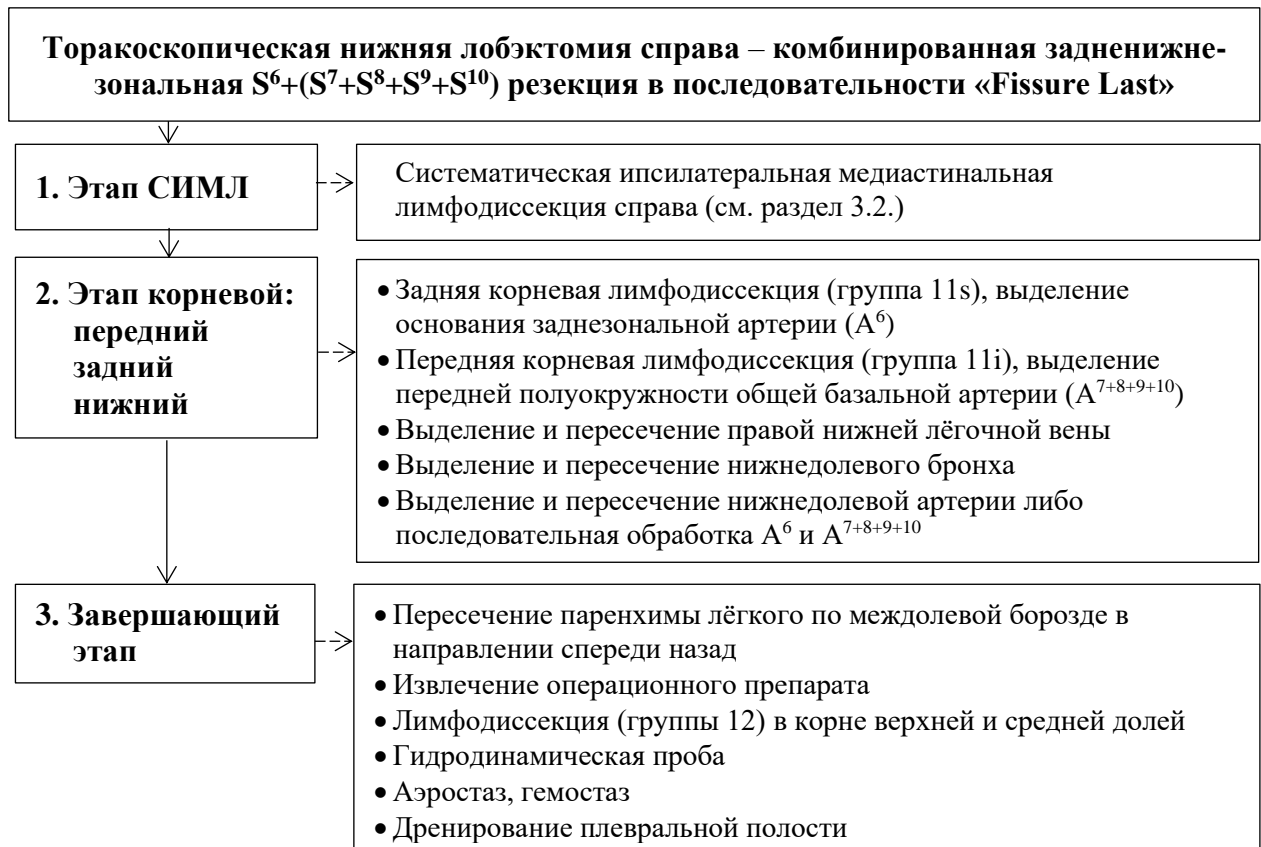 Торакоскопическая нижняя лобэктомия справа – комбинированная задненижне-
зональная S⁶+(S⁷+S⁸+S⁹+S¹⁰) резекция в последовательности «Fissure Last»
1. Этап СИМЛ
Систематическая ипсилатеральная медиастинальная
лимфодиссекция справа (см. раздел 3.2.)
2. Этап корневой:
передний
задний
нижний
• Задняя корневая лимфодиссекция (группа 11s), выделение
основания заднезональной артерии (A⁶)
• Передняя корневая лимфодиссекция (группа 11i), выделение
передней полуокружности общей базальной артерии (A⁷⁺⁸⁺⁹⁺¹⁰)
• Выделение и пересечение правой нижней лёгочной вены
• Выделение и пересечение нижнедолевого бронха
• Выделение и пересечение нижнедолевой артерии либо
последовательная обработка A⁶ и A⁷⁺⁸⁺⁹⁺¹⁰
3. Завершающий
этап
• Пересечение паренхимы лёгкого по междолевой борозде в
направлении спереди назад
• Извлечение операционного препарата
• Лимфодиссекция (группы 12) в корне верхней и средней долей
• Гидродинамическая проба
• Аэростаз, гемостаз
• Дренирование плевральной полости